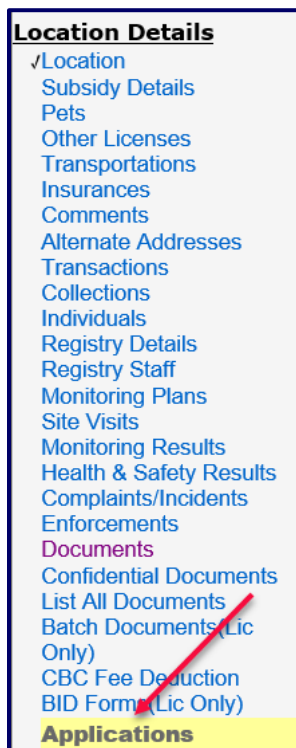 Location Details
✓Location
Subsidy Details
Pets
Other Licenses
Transportations
Insurances
Comments
Alternate Addresses
Transactions
Collections
Individuals
Registry Details
Registry Staff
Monitoring Plans
Site Visits
Monitoring Results
Health & Safety Results
Complaints/Incidents
Enforcements
Documents
Confidential Documents
List All Documents
Batch Documents(Lic
Only)
CBC Fee Deduction
BID Forms(Lic Only)
Applications